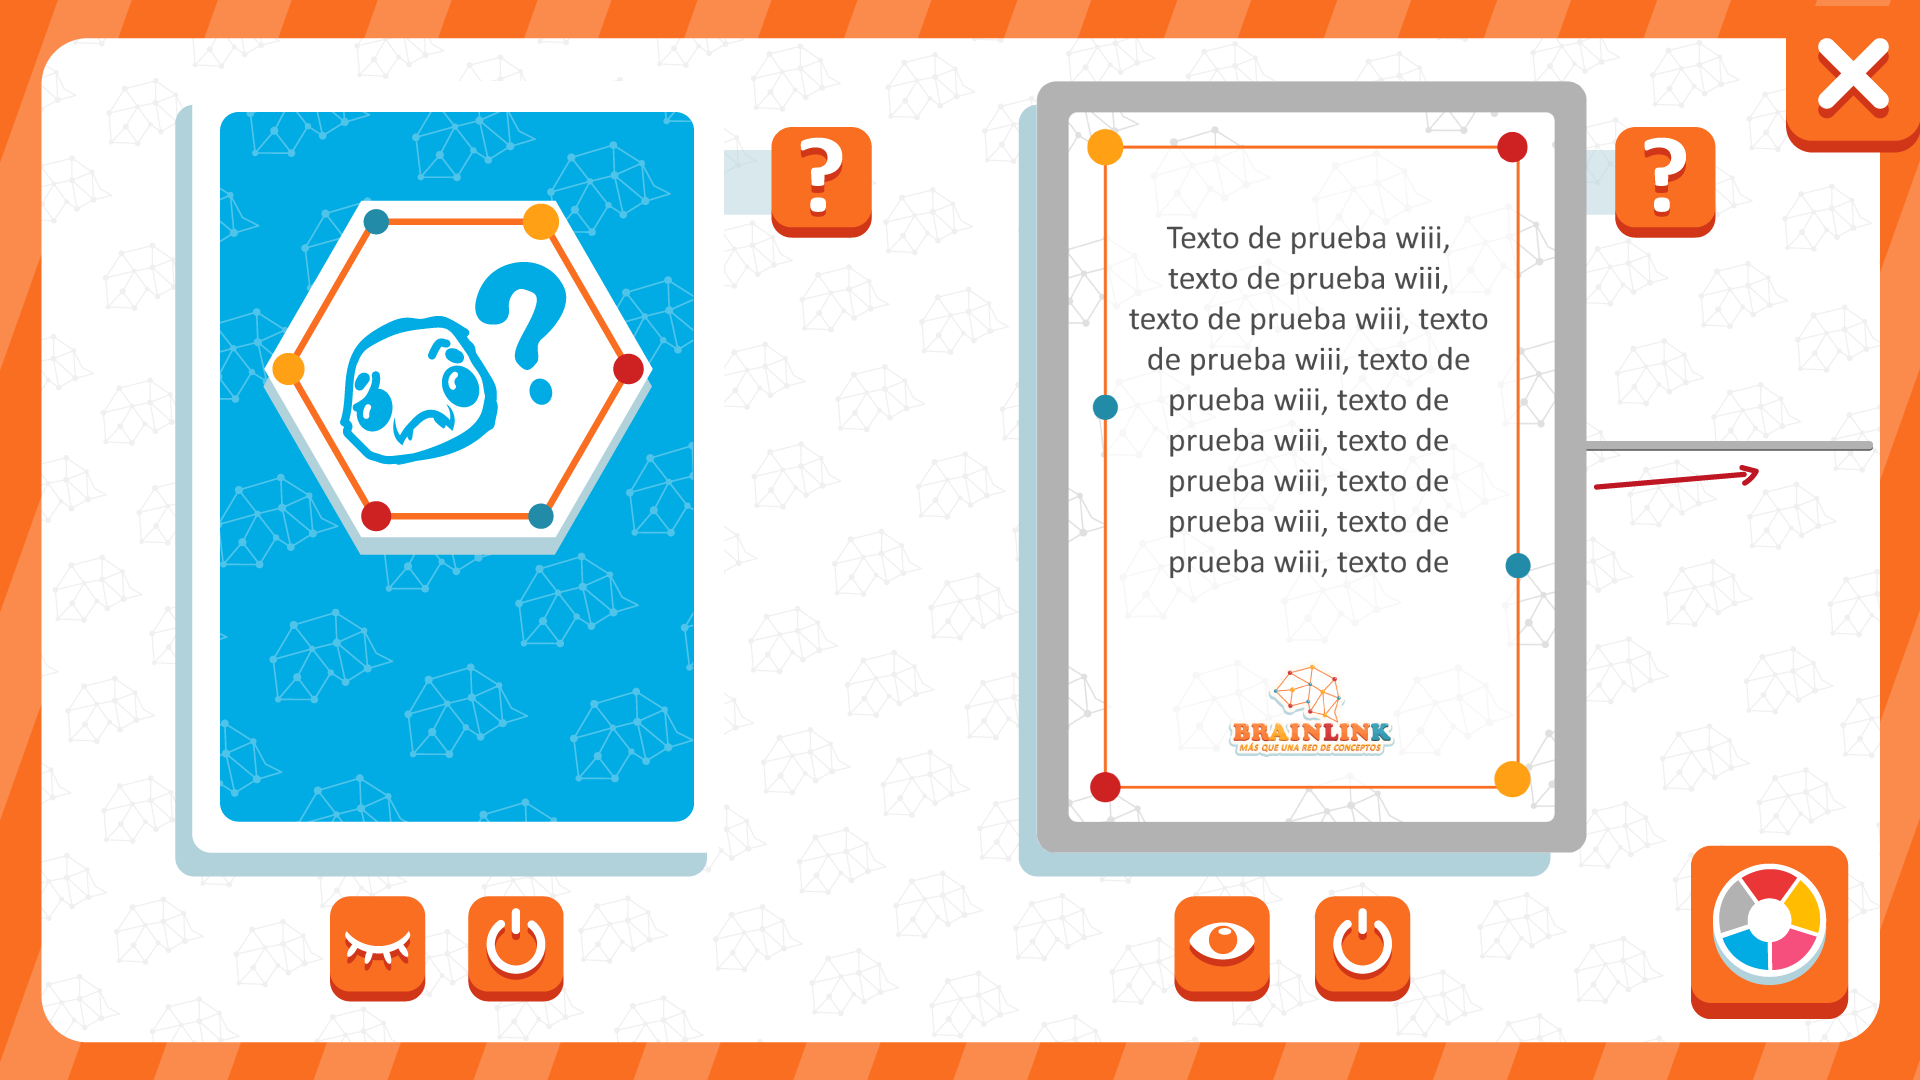 ?
?
?
Texto de prueba wiii,
texto de prueba wiii,
texto de prueba wiii, texto
de prueba wiii, texto de
prueba wiii, texto de
prueba wiii, texto de
prueba wiii, texto de
prueba wiii, texto de
prueba wiii, texto de
BRAINLINK
MÁS QUE UNA RED DE CONCEPTOS